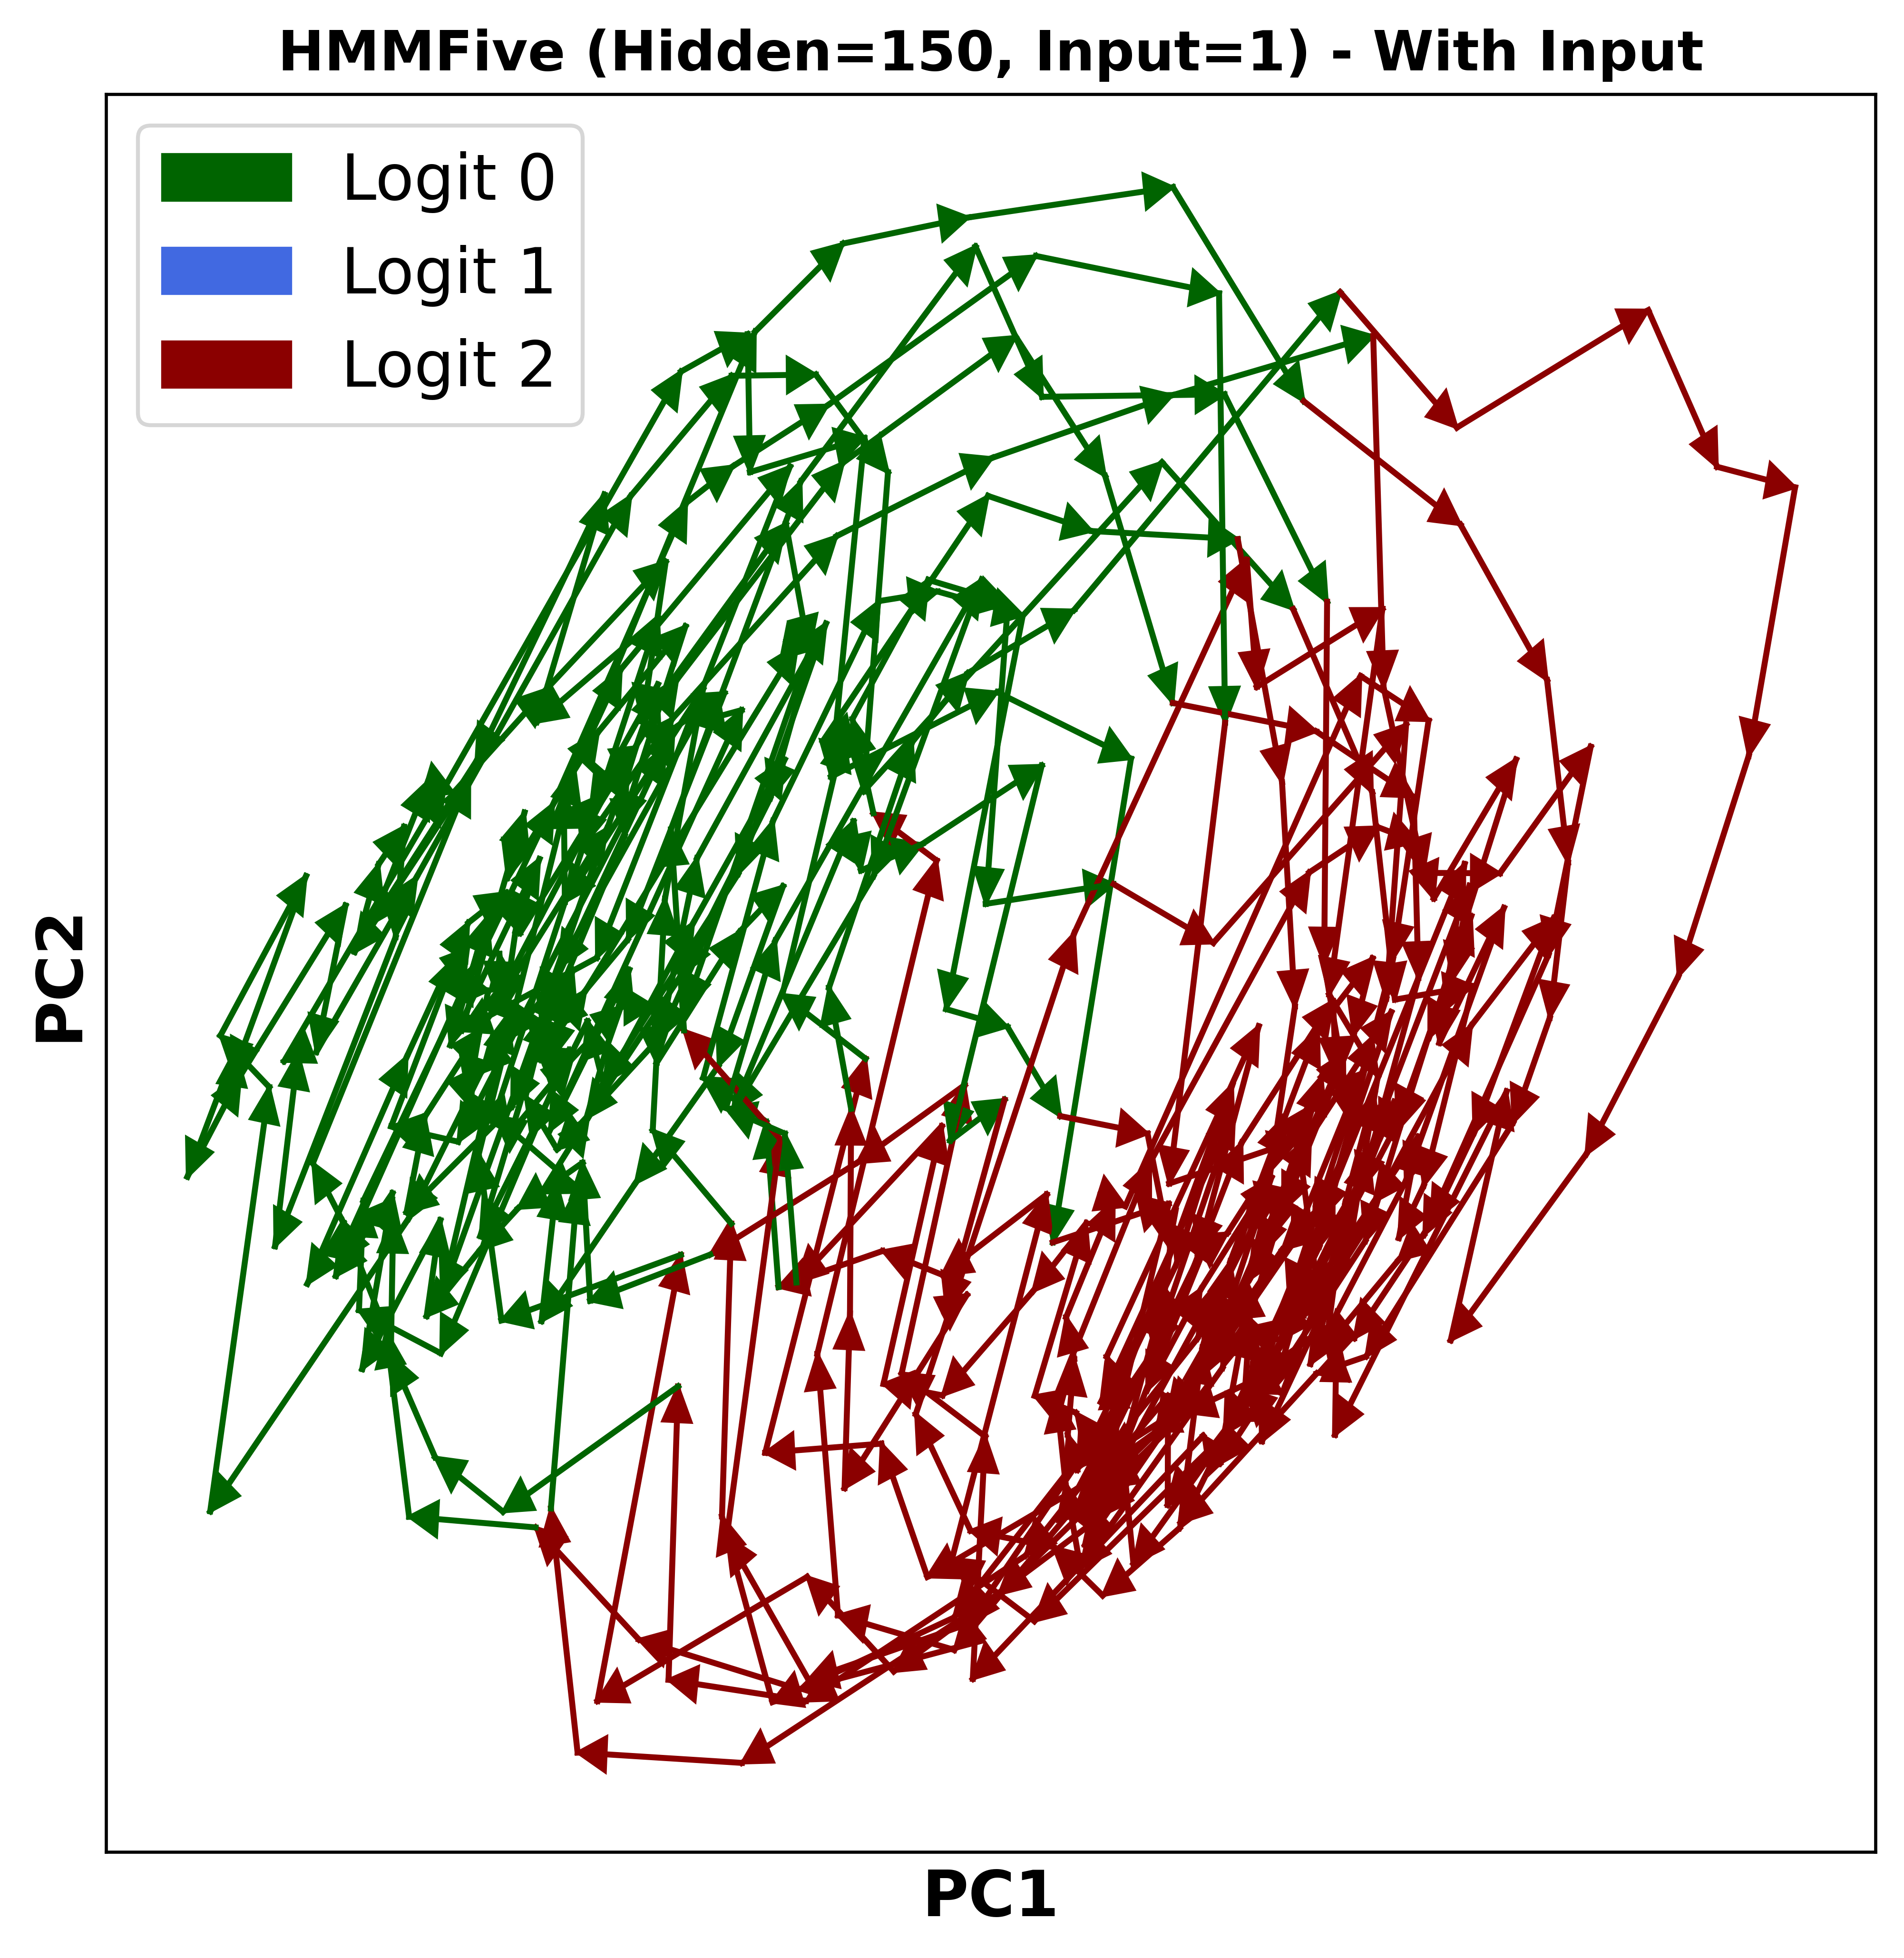 HMMFive (Hidden=150, Input=1) - With Input
Logit 0
Logit 1
Logit 2
PC2
PC1